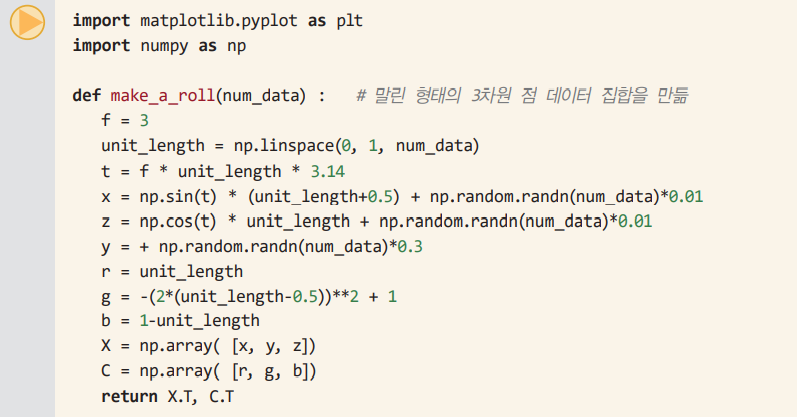 import matplotlib.pyplot as plt
import numpy as np

def make_a_roll(num_data) :   # 말린 형태의 3차원 점 데이터 집합을 만듦
   f = 3
   unit_length = np.linspace(0, 1, num_data)
   t = f * unit_length * 3.14
   x = np.sin(t) * (unit_length+0.5) + np.random.randn(num_data)*0.01
   z = np.cos(t) * unit_length + np.random.randn(num_data)*0.01
   y = + np.random.randn(num_data)*0.3
   r = unit_length
   g = -(2*(unit_length-0.5))**2 + 1
   b = 1-unit_length
   X = np.array( [x, y, z])
   C = np.array( [r, g, b])
   return X.T, C.T